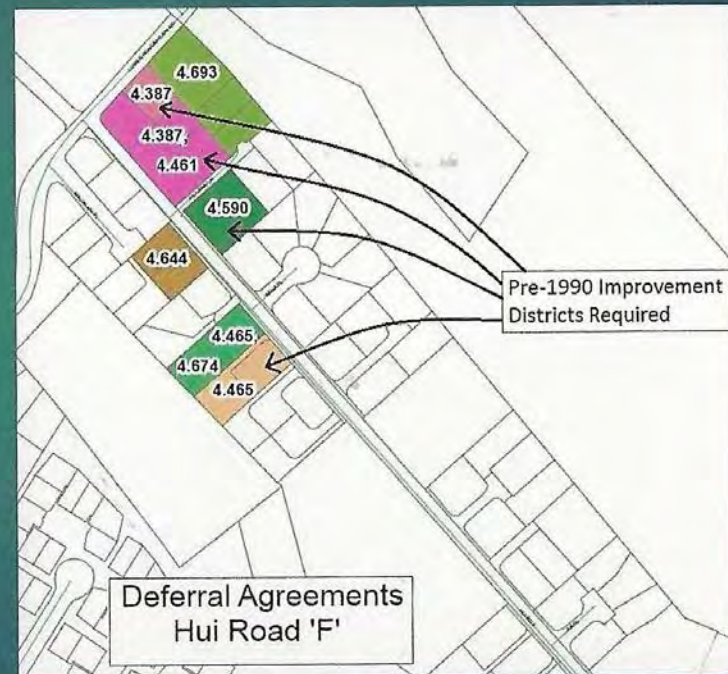 4.693
4.387
4.387,
4.461
4.590
4.644
Pre-1990 Improvement
Districts Required
4.465,
4.674
4.465
Deferral Agreements
Hui Road 'F'